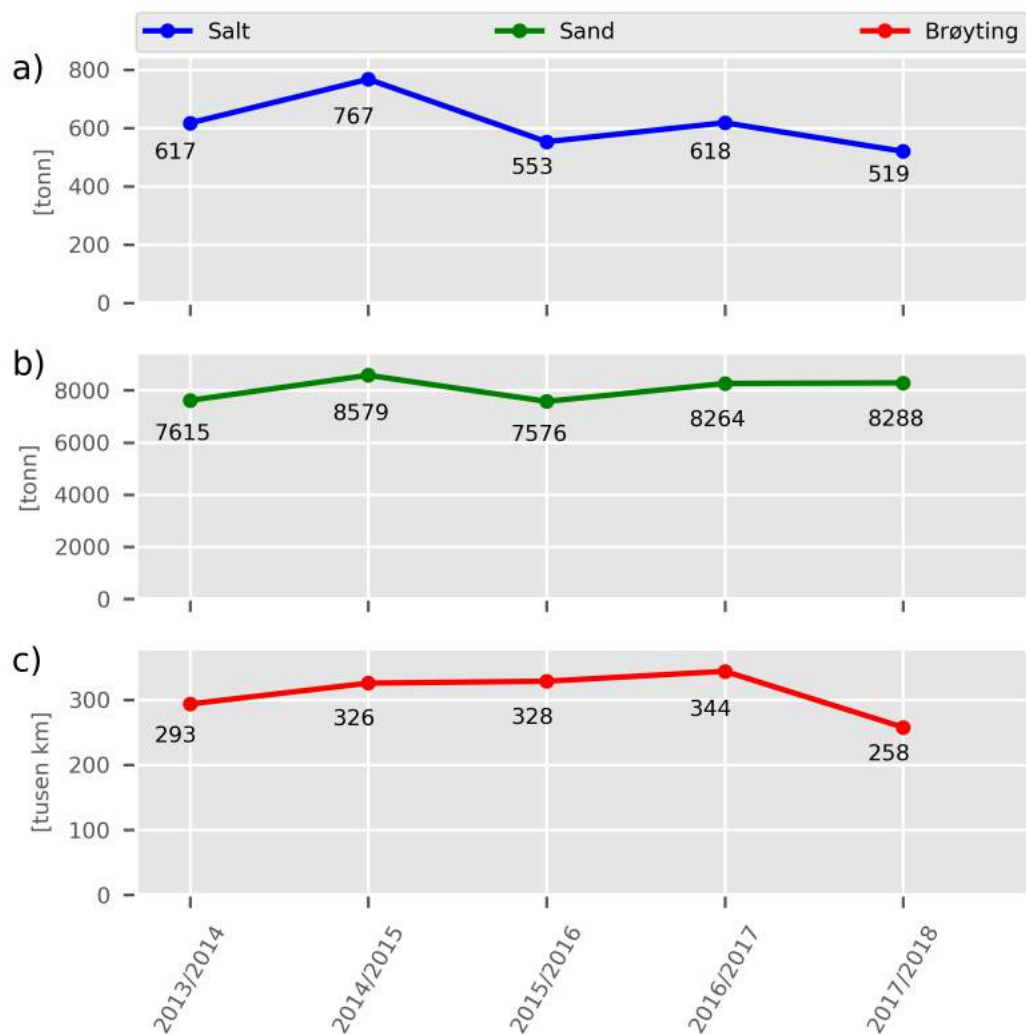 Salt Sand Brøyting
a)
800
600
400
200
0
[tonn]
617 767 553 618 519
b)
8000
6000
4000
2000
0
[tonn]
7615 8579 7576 8264 8288
c)
300
200
100
0
[tusen km]
293 326 328 344 258
2013/2014 2014/2015 2015/2016 2016/2017 2017/2018